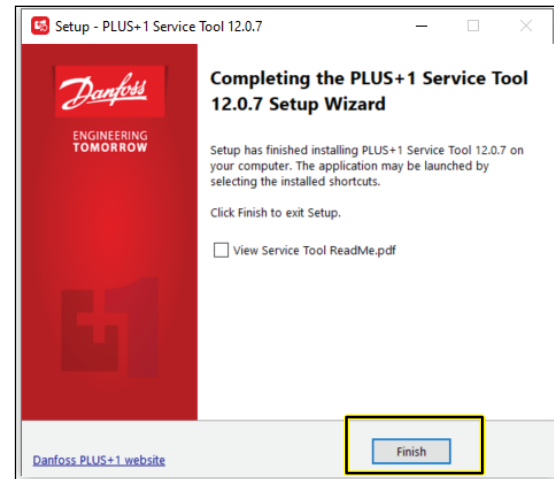 Setup - PLUS+1 Service Tool 12.0.7
Danfoss
ENGINEERING
TOMORROW
Completing the PLUS+1 Service Tool
12.0.7 Setup Wizard
Setup has finished installing PLUS+1 Service Tool 12.0.7 on
your computer. The application may be launched by
selecting the installed shortcuts.
Click Finish to exit Setup.
View Service Tool ReadMe.pdf
+1
Danfoss PLUS+1 website
Finish